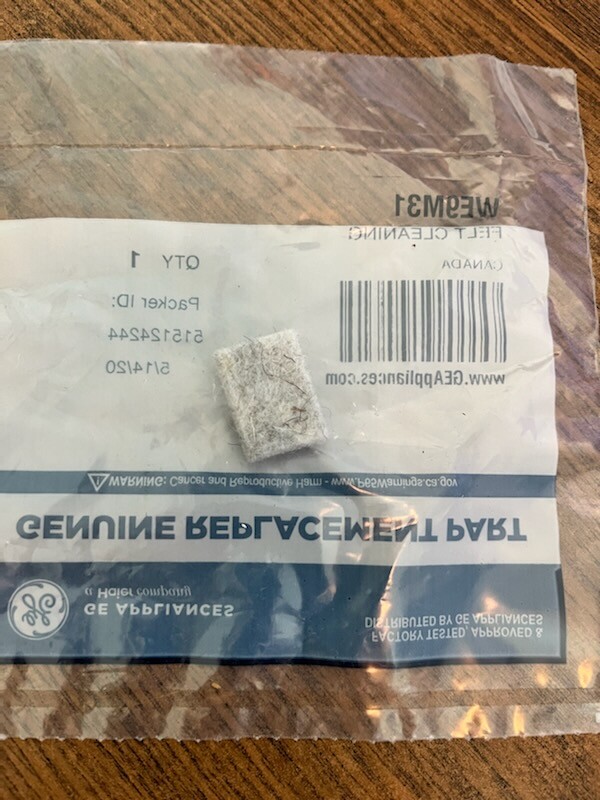 WE9M31
FELT CLEANING
CANADA
QTY 1
Packer ID:
515124244
5/14/20
www.GEAppliances.com
WARNING: Cancer and Reproductive Harm - www.P65Warnings.ca.gov
GENUINE REPLACEMENT PART
GE
GE APPLIANCES
a Haier company
FACTORY TESTED, APPROVED &
DISTRIBUTED BY GE APPLIANCES